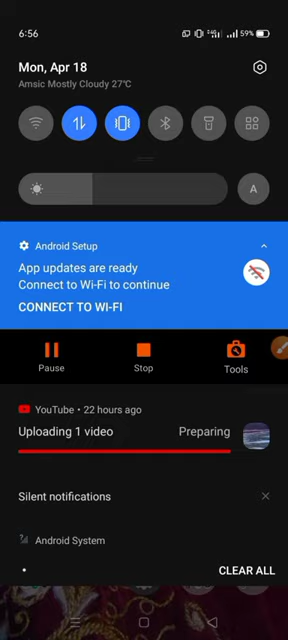 6:56
59%
Mon, Apr 18
Amsic Mostly Cloudy 27°C
A
Android Setup
App updates are ready
Connect to Wi-Fi to continue
CONNECT TO WI-FI
Pause
Stop
Tools
YouTube • 22 hours ago
Uploading 1 video
Preparing
Silent notifications
Android System
CLEAR ALL